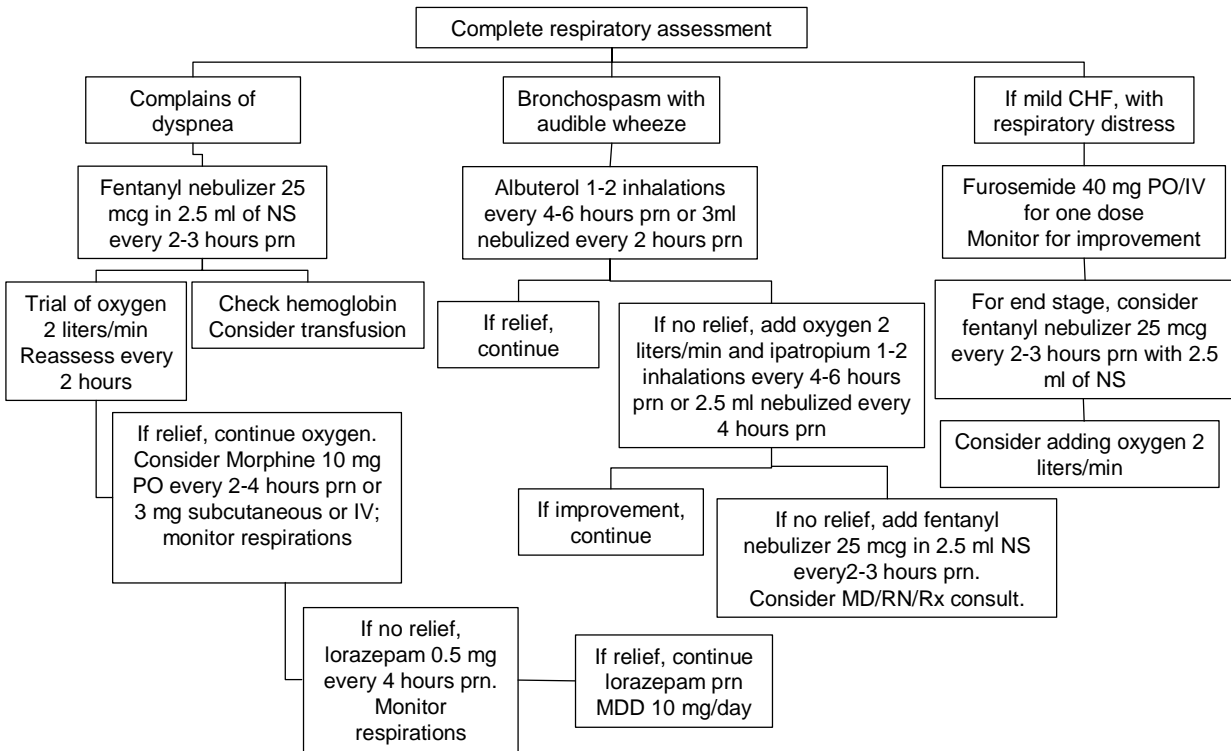 Complete respiratory assessment
Complains of
dyspnea
Fentanyl nebulizer 25
mcg in 2.5 ml of NS
every 2-3 hours prn
Trial of oxygen
2 liters/min
Reassess every
2 hours
Check hemoglobin
Consider transfusion
If relief, continue oxygen.
Consider Morphine 10 mg
PO every 2-4 hours prn or
3 mg subcutaneous or IV;
monitor respirations
If no relief,
lorazepam 0.5 mg
every 4 hours prn.
Monitor
respirations
If relief, continue
lorazepam prn
MDD 10 mg/day
Bronchospasm with
audible wheeze
Albuterol 1-2 inhalations
every 4-6 hours prn or 3ml
nebulized every 2 hours prn
If relief,
continue
If no relief, add oxygen 2
liters/min and ipatropium 1-2
inhalations every 4-6 hours
prn or 2.5 ml nebulized every
4 hours prn
If improvement,
continue
If no relief, add fentanyl
nebulizer 25 mcg in 2.5 ml NS
every2-3 hours prn.
Consider MD/RN/Rx consult.
If mild CHF, with
respiratory distress
Furosemide 40 mg PO/IV
for one dose
Monitor for improvement
For end stage, consider
fentanyl nebulizer 25 mcg
every 2-3 hours prn with 2.5
ml of NS
Consider adding oxygen 2
liters/min